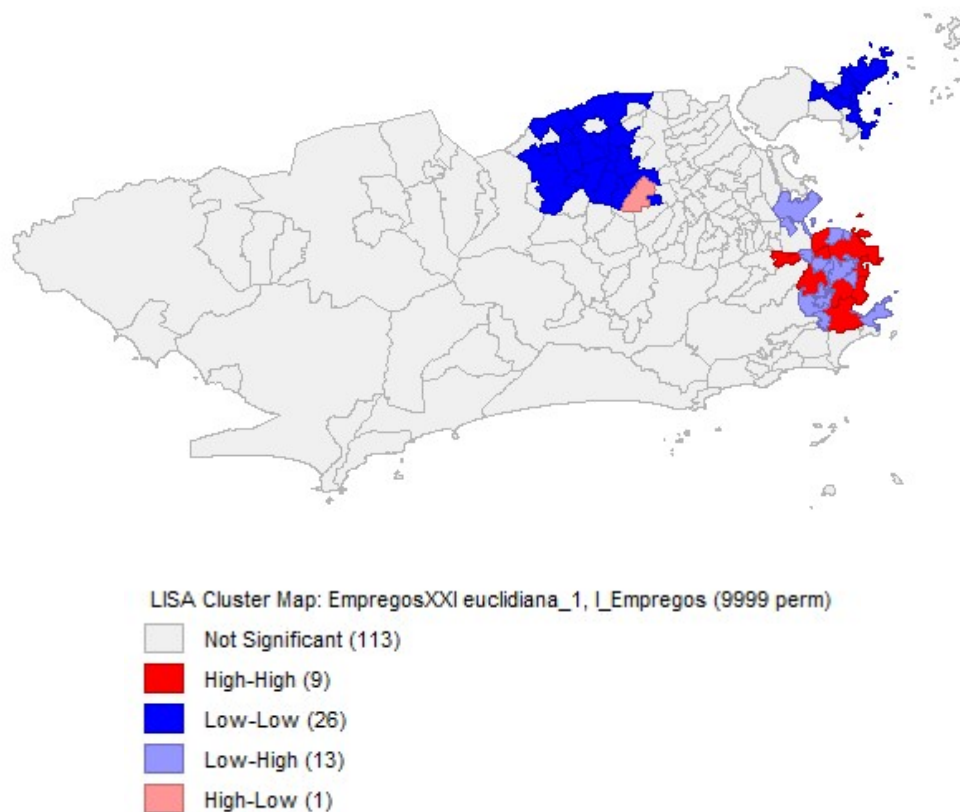 LISA Cluster Map: EmpregosXXI euclidiana_1, I_Empregos (9999 perm)
Not Significant (113)
High-High (9)
Low-Low (26)
Low-High (13)
High-Low (1)